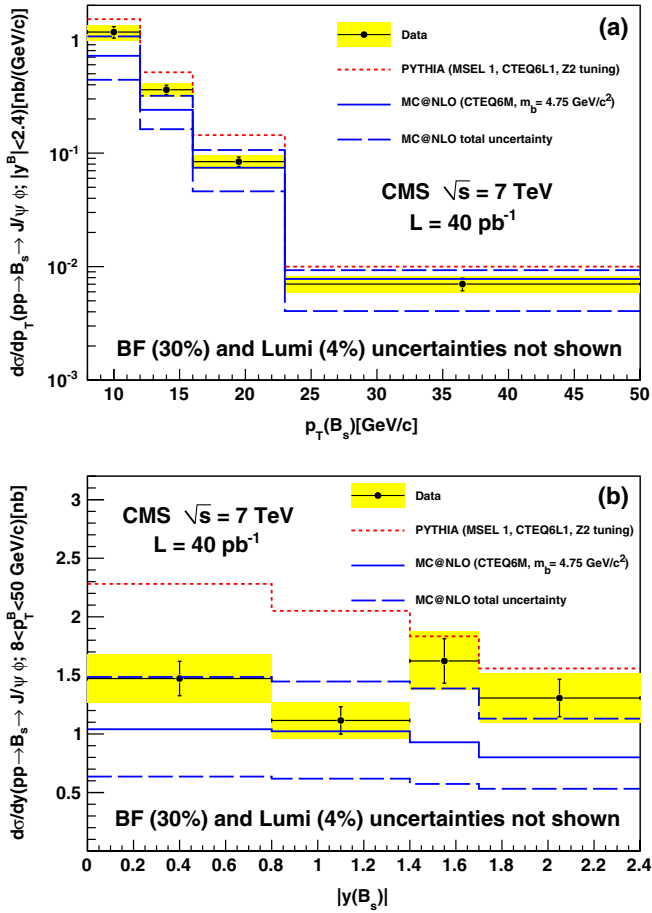 (a)
Data
PYTHIA (MSEL 1, CTEQ6L1, Z2 tuning)
MC@NLO (CTEQ6M, m_b= 4.75 GeV/c²)
MC@NLO total uncertainty
CMS √s = 7 TeV
L = 40 pb⁻¹
BF (30%) and Lumi (4%) uncertainties not shown
dσ/dp_T(pp→B_s→ J/ψ ϕ; |y^B|<2.4)[nb/(GeV/c)]
1
10⁻¹
10⁻²
10⁻³
10 15 20 25 30 35 40 45 50
p_T(B_s)[GeV/c]
(b)
Data
PYTHIA (MSEL 1, CTEQ6L1, Z2 tuning)
MC@NLO (CTEQ6M, m_b= 4.75 GeV/c²)
MC@NLO total uncertainty
CMS √s = 7 TeV
L = 40 pb⁻¹
BF (30%) and Lumi (4%) uncertainties not shown
dσ/dy(pp→B_s→ J/ψ ϕ; 8<p_T^B<50 GeV/c)[nb]
3
2.5
2
1.5
1
0.5
0 0.2 0.4 0.6 0.8 1 1.2 1.4 1.6 1.8 2 2.2 2.4
|y(B_s)|